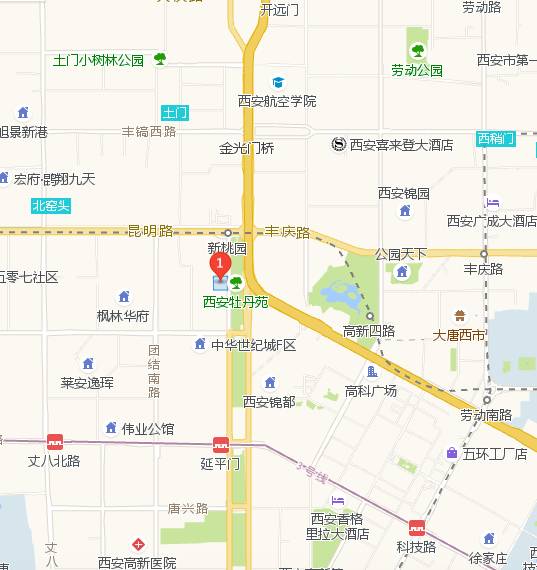 开远门
劳动路
土门小树林公园
劳动公园
西安市第一
西安航空学院
土门
旭景新港
丰镐西路
金光门桥
西安喜来登大酒店
西稍门
宏府·鹍翔九天
西安锦园
北窑头
西安广成大酒店
昆明路
丰庆路
新桃园
公园天下
丰庆路
1
五零七社区
西安牡丹苑
枫林华府
高新四路
大唐西市
中华世纪城F区
团结南路
莱安逸珲
西安锦都
高科广场
劳动南路
伟业公馆
丈八北路
延平门
3号线
五环工厂店
唐兴路
西安香格
里拉大酒店
科技路
丈八
西安高新医院
徐家庄